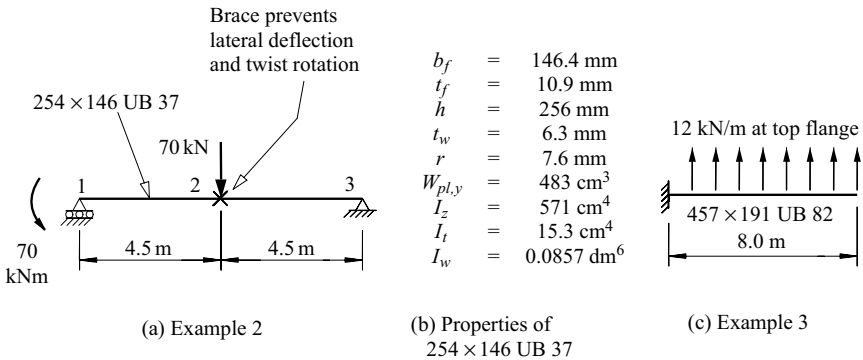 Brace prevents
lateral deflection
and twist rotation
254 × 146 UB 37
70 kN
1
2
3
70
kNm
4.5 m
4.5 m
(a) Example 2
b_f = 146.4 mm
t_f = 10.9 mm
h = 256 mm
t_w = 6.3 mm
r = 7.6 mm
W_{pl,y} = 483 cm³
I_z = 571 cm⁴
I_t = 15.3 cm⁴
I_w = 0.0857 dm⁶
(b) Properties of
254 × 146 UB 37
12 kN/m at top flange
457 × 191 UB 82
8.0 m
(c) Example 3